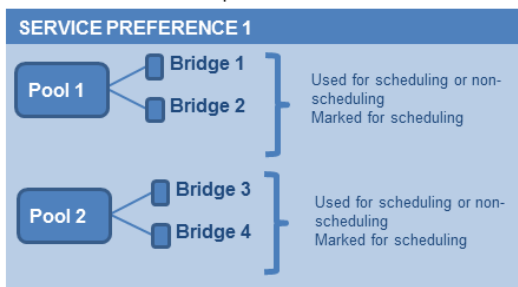 SERVICE PREFERENCE 1
Pool 1
Bridge 1
Bridge 2
Used for scheduling or non-
scheduling
Marked for scheduling
Pool 2
Bridge 3
Bridge 4
Used for scheduling or non-
scheduling
Marked for scheduling